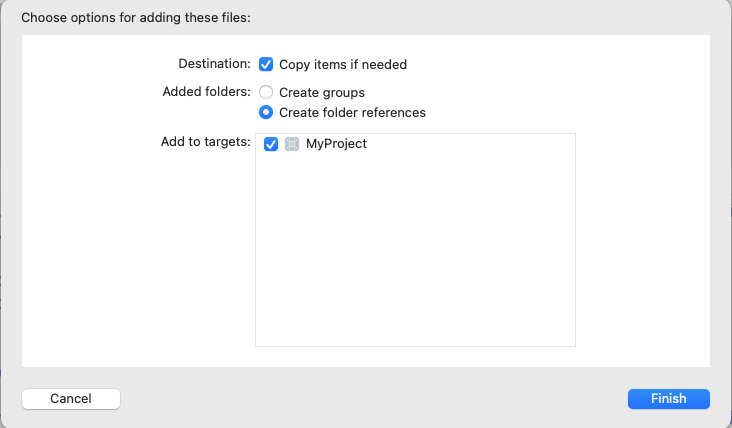 Choose options for adding these files:
Destination: Copy items if needed
Added folders: Create groups
Create folder references
Add to targets: MyProject
Cancel Finish